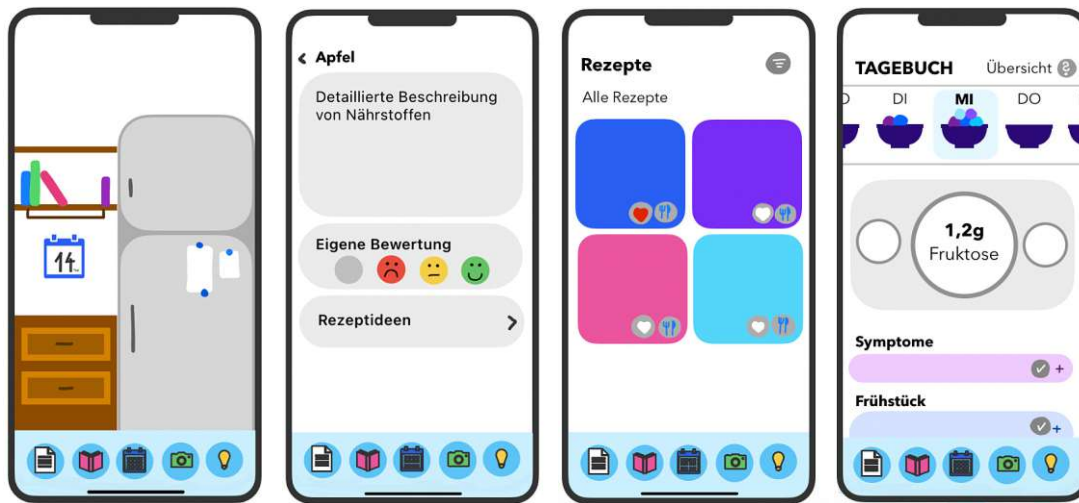 14
Apfel
Detaillierte Beschreibung
von Nährstoffen
Eigene Bewertung
Rezeptideen
Rezepte
Alle Rezepte
TAGEBUCH Übersicht ?
DI MI DO
1,2g
Fruktose
Symptome
+
Frühstück
+